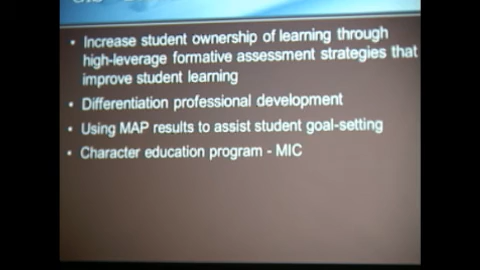 • Increase student ownership of learning through
high-leverage formative assessment strategies that
improve student learning
• Differentiation professional development
• Using MAP results to assist student goal-setting
• Character education program - MIC